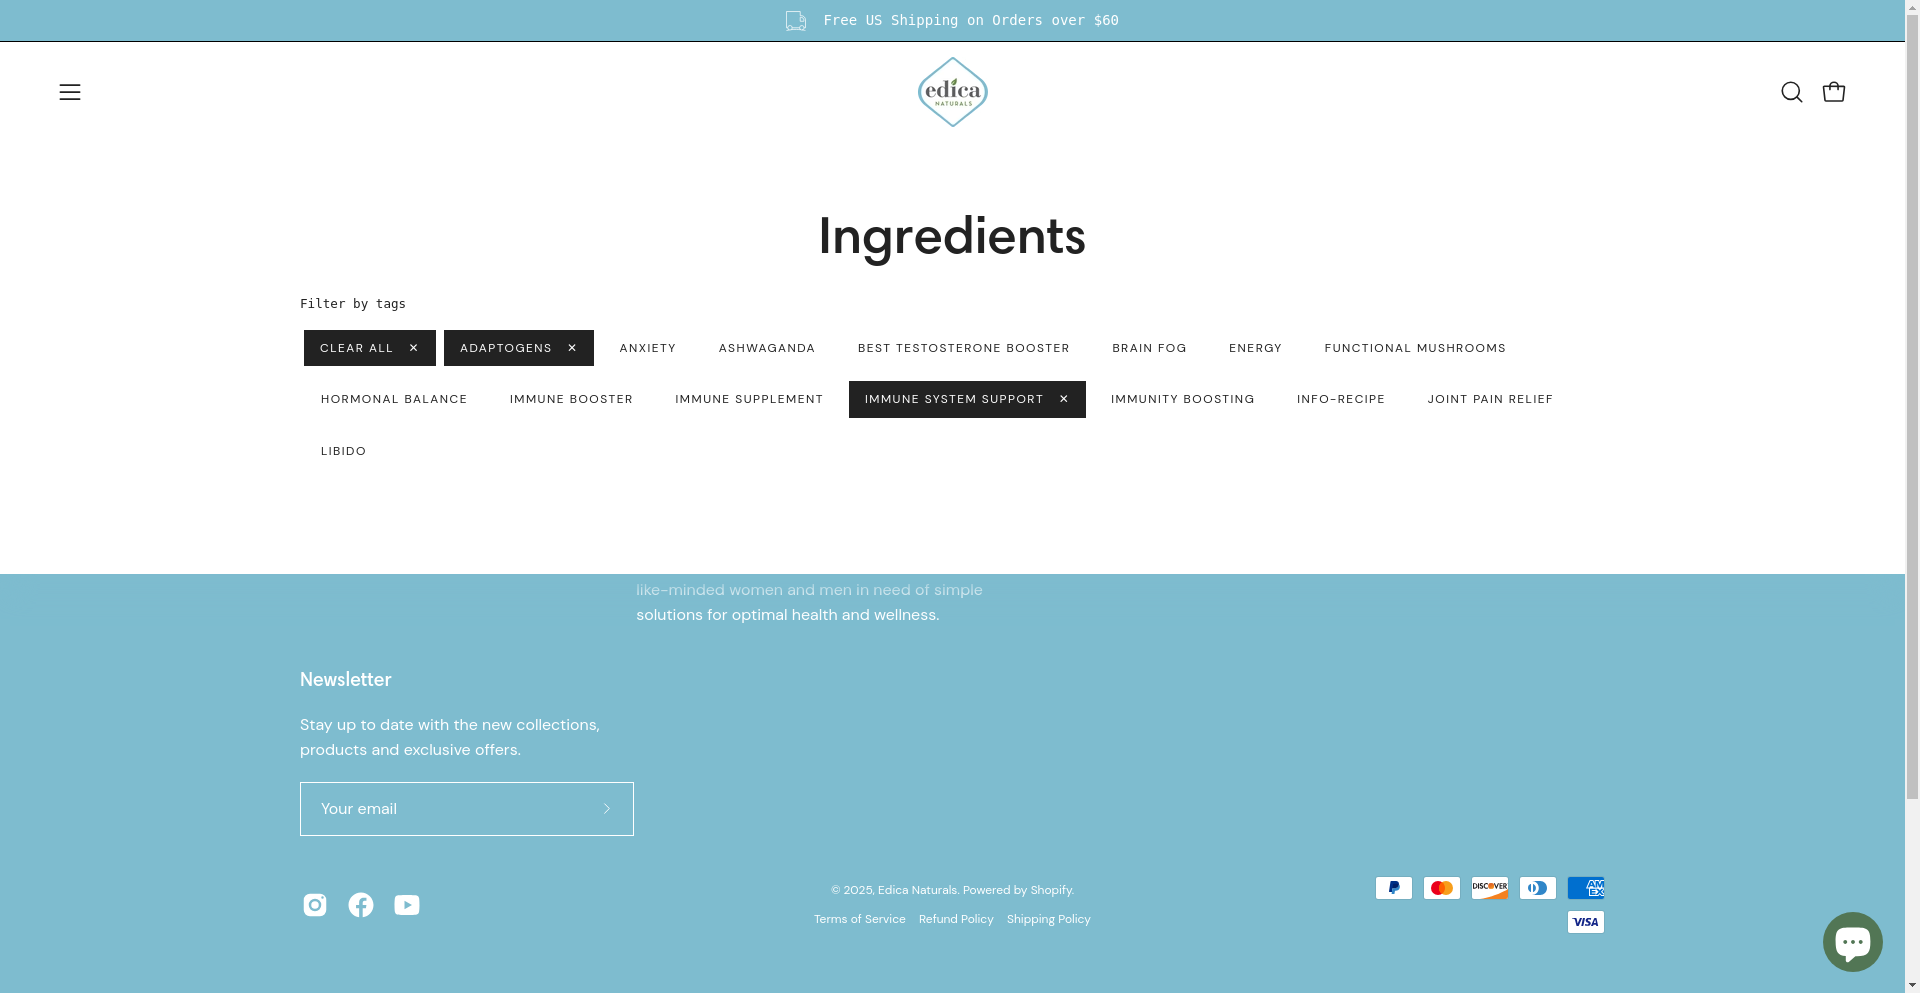 Free US Shipping on Orders over $60
edica
NATURALS
Ingredients
Filter by tags
CLEAR ALL ✕ ADAPTOGENS ✕ ANXIETY ASHWAGANDA BEST TESTOSTERONE BOOSTER BRAIN FOG ENERGY FUNCTIONAL MUSHROOMS
HORMONAL BALANCE IMMUNE BOOSTER IMMUNE SUPPLEMENT IMMUNE SYSTEM SUPPORT ✕ IMMUNITY BOOSTING INFO-RECIPE JOINT PAIN RELIEF
LIBIDO
like-minded women and men in need of simple
solutions for optimal health and wellness.
Newsletter
Stay up to date with the new collections,
products and exclusive offers.
Your email
© 2025, Edica Naturals. Powered by Shopify.
Terms of Service Refund Policy Shipping Policy
DISCOVER
AM
EX
VISA